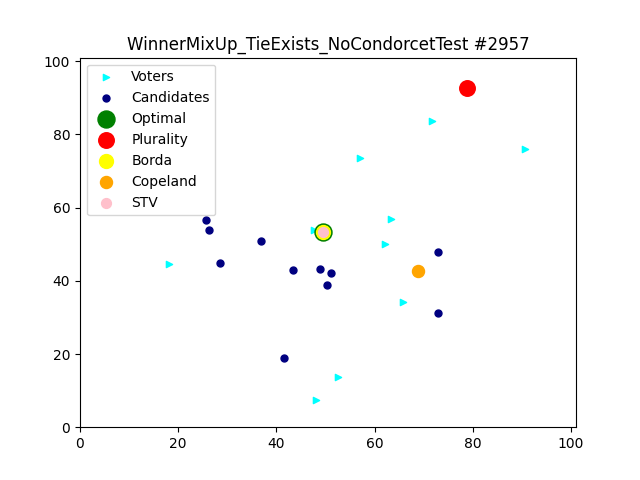 WinnerMixUp_TieExists_NoCondorcetTest #2957
100
80
60
40
20
0
Voters
Candidates
Optimal
Plurality
Borda
Copeland
STV
0 20 40 60 80 100